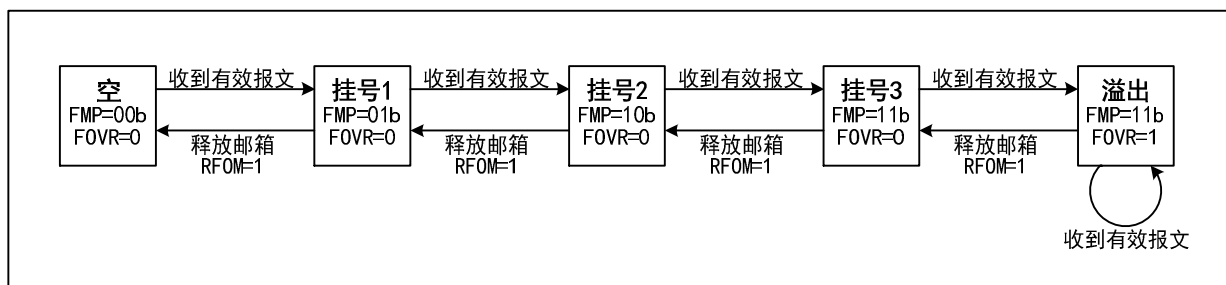 空
FMP=00b
FOVR=0
收到有效报文
释放邮箱
RFOM=1
挂号1
FMP=01b
FOVR=0
收到有效报文
释放邮箱
RFOM=1
挂号2
FMP=10b
FOVR=0
收到有效报文
释放邮箱
RFOM=1
挂号3
FMP=11b
FOVR=0
收到有效报文
释放邮箱
RFOM=1
溢出
FMP=11b
FOVR=1
收到有效报文